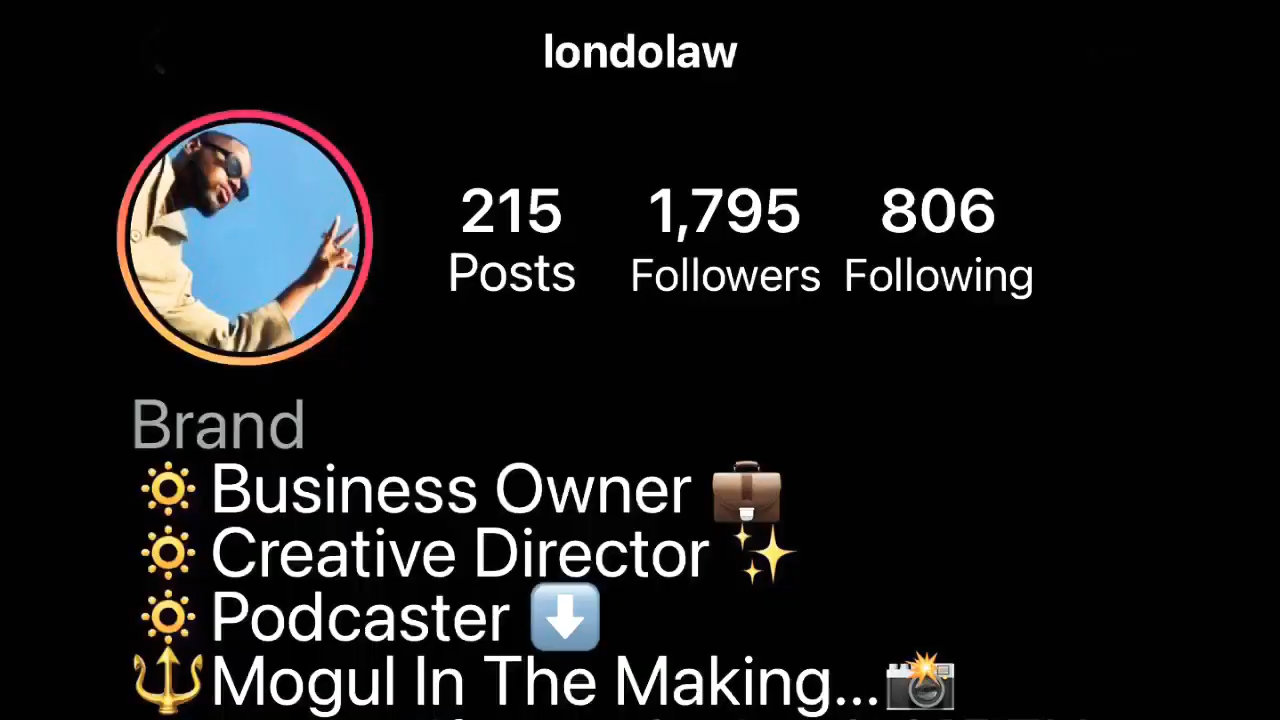 londolaw
215 1,795 806
Posts Followers Following
Brand
🔅 Business Owner 💼
🔅 Creative Director ✨
🔅 Podcaster ⬇️
🔱 Mogul In The Making...📸